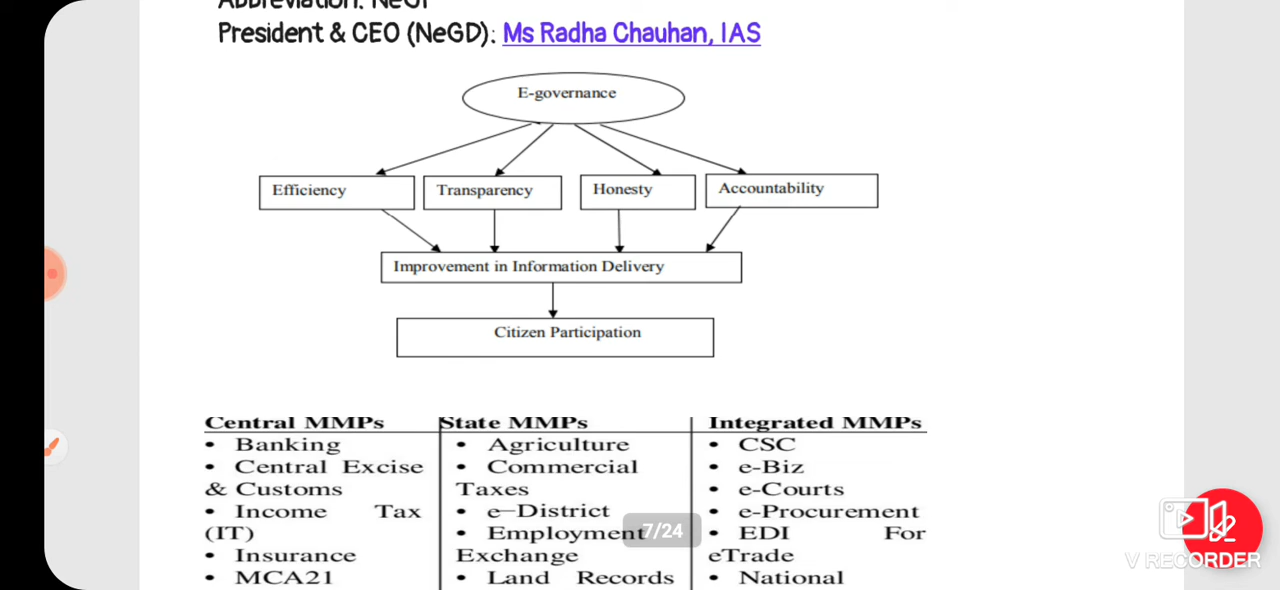 Abbreviation: NeGP
President & CEO (NeGD): Ms Radha Chauhan, IAS
E-governance
Efficiency
Transparency
Honesty
Accountability
Improvement in Information Delivery
Citizen Participation
Central MMPs
• Banking
• Central Excise
& Customs
• Income Tax
(IT)
• Insurance
• MCA21
State MMPs
• Agriculture
• Commercial
Taxes
• e–District
• Employment
Exchange
• Land Records
Integrated MMPs
• CSC
• e-Biz
• e-Courts
• e-Procurement
• EDI For
eTrade
• National
7/24
V RECORDER